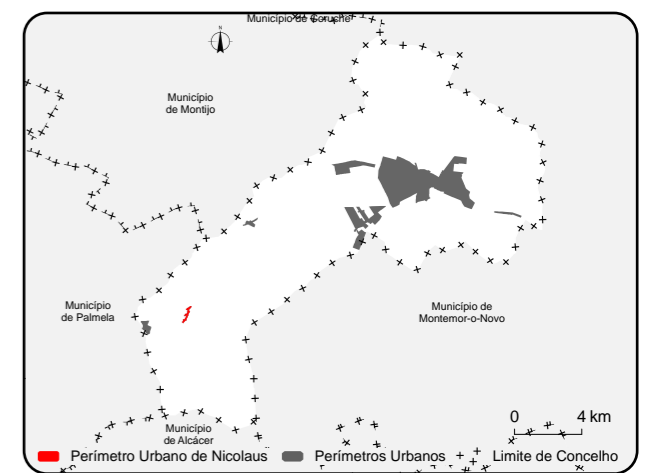 Município de Coruche
N
Município
de Montijo
Município
de Palmela
Município de
Montemor-o-Novo
Município
de Alcácer
0 4 km
Perímetro Urbano de Nicolaus Perímetros Urbanos Limite de Concelho